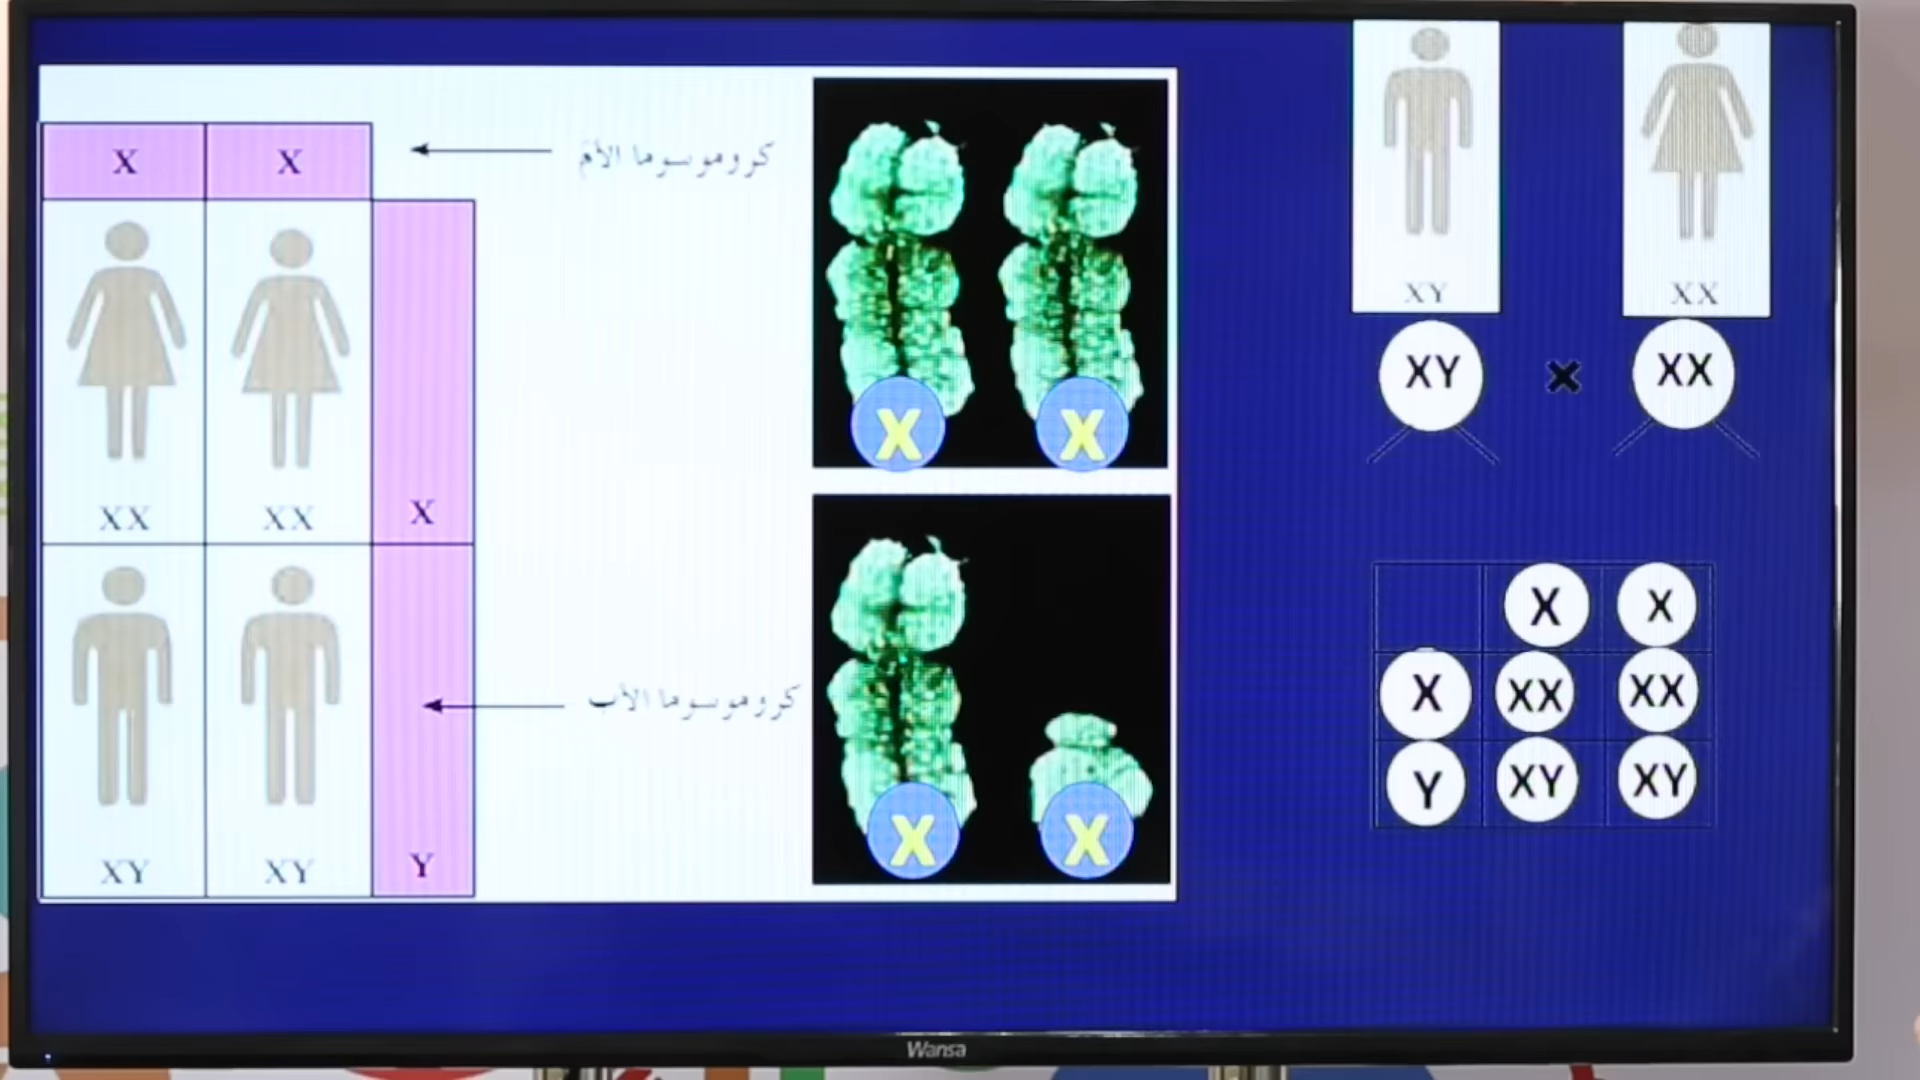 X X
كروموسوما الأم
XX XX X
كروموسوما الأب
XY XY Y
X X
X X
XY XX
XY × XX
X X
X XX XX
Y XY XY
Wansa